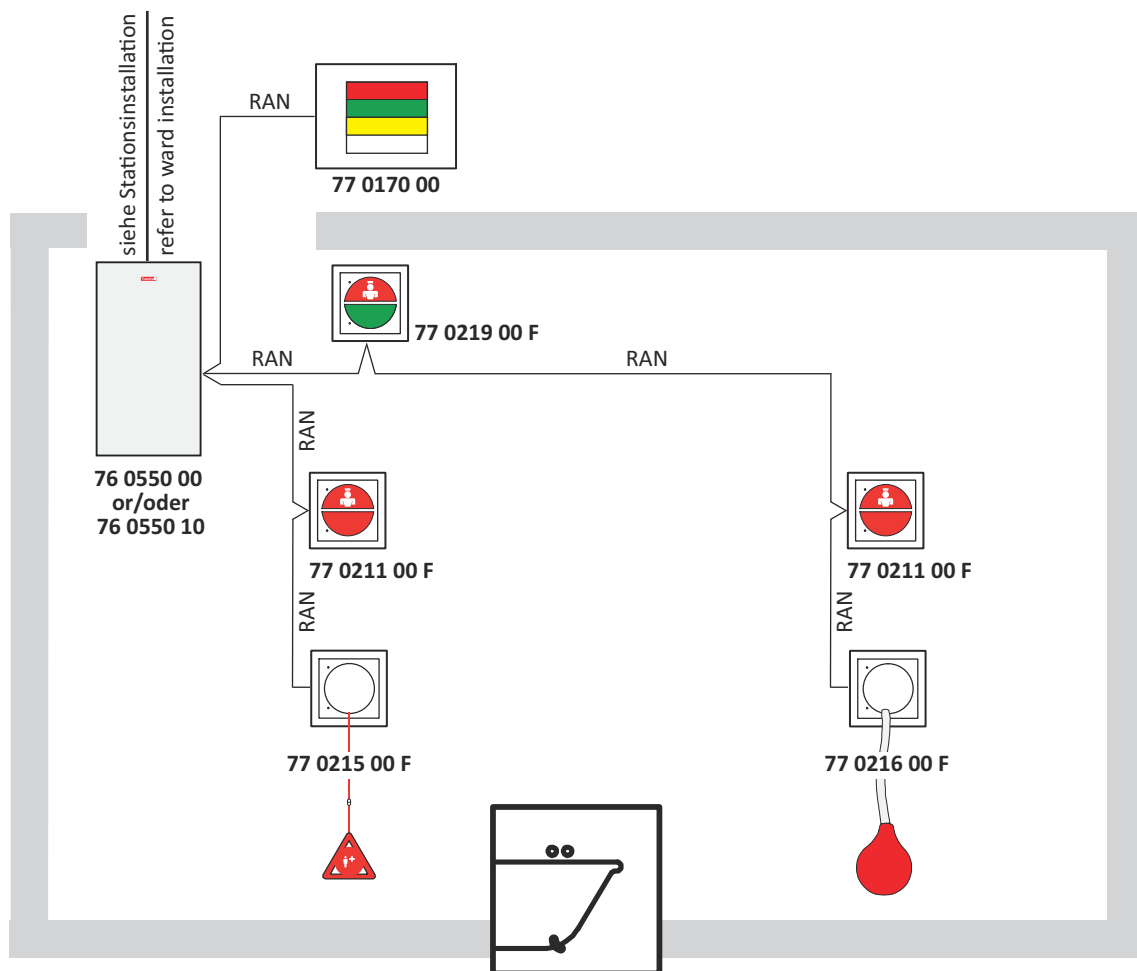 siehe Stationsinstallation
refer to ward installation
RAN
77 0170 00
77 0219 00 F
RAN
RAN
76 0550 00
or/oder
76 0550 10
RAN
77 0211 00 F
77 0211 00 F
RAN
RAN
77 0215 00 F
77 0216 00 F